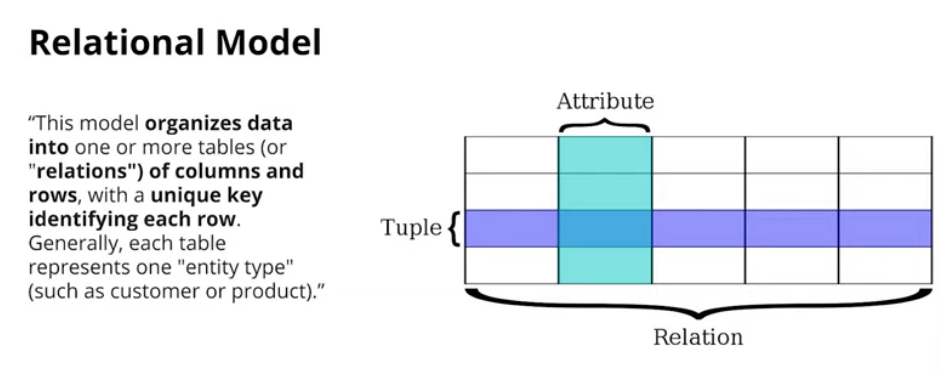 Relational Model
“This model organizes data
into one or more tables (or
"relations") of columns and
rows, with a unique key
identifying each row.
Generally, each table
represents one "entity type"
(such as customer or product).”
Attribute
Tuple
Relation